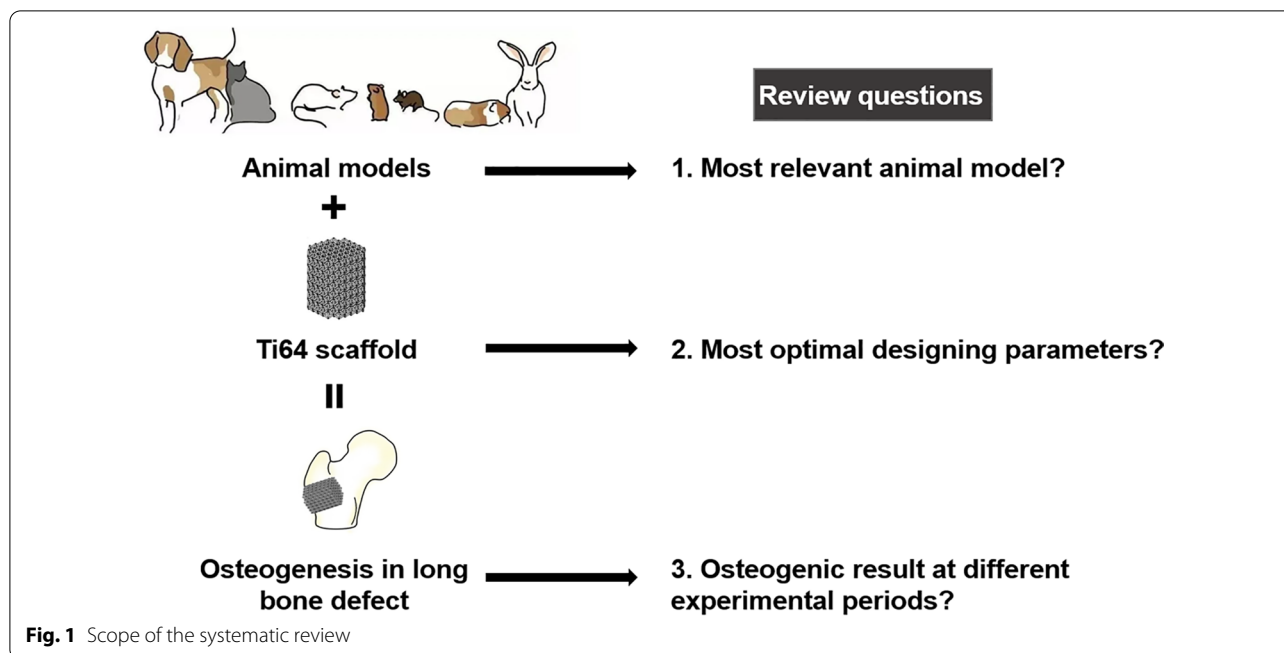 Review questions
Animal models
1. Most relevant animal model?
+
Ti64 scaffold
2. Most optimal designing parameters?
=
Osteogenesis in long
bone defect
3. Osteogenic result at different
experimental periods?
Fig. 1 Scope of the systematic review